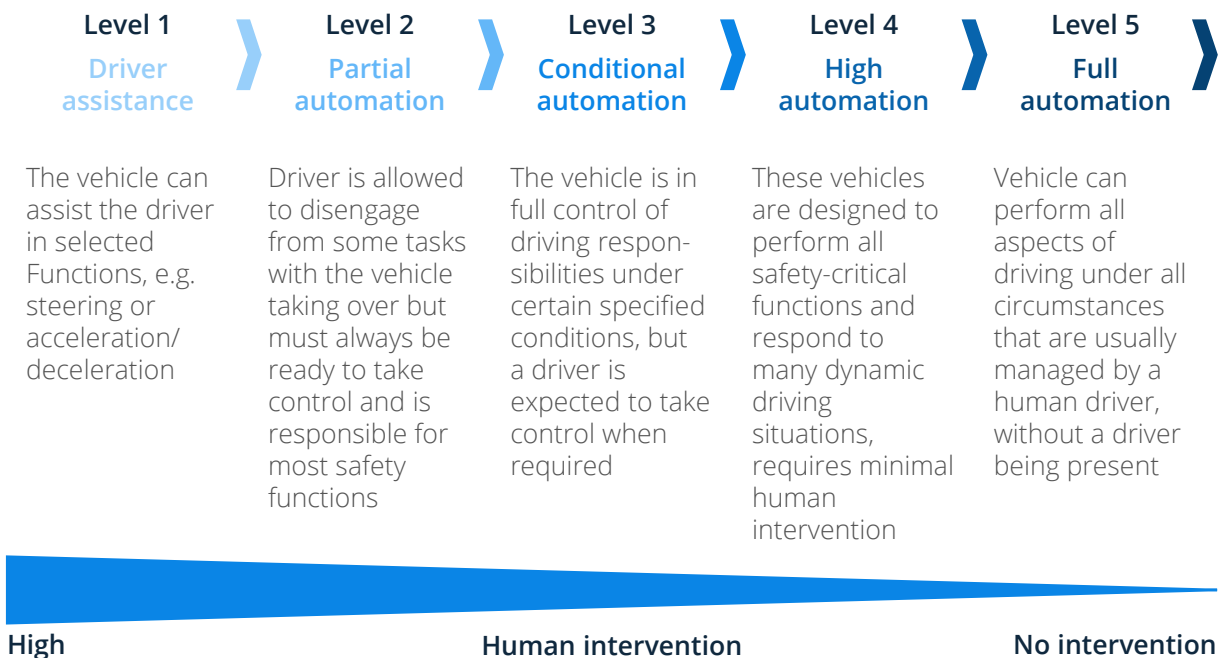 Level 1
Driver
assistance
The vehicle can
assist the driver
in selected
Functions, e.g.
steering or
acceleration/
deceleration
Level 2
Partial
automation
Driver is allowed
to disengage
from some tasks
with the vehicle
taking over but
must always be
ready to take
control and is
responsible for
most safety
functions
Level 3
Conditional
automation
The vehicle is in
full control of
driving respon-
sibilities under
certain specified
conditions, but
a driver is
expected to take
control when
required
Level 4
High
automation
These vehicles
are designed to
perform all
safety-critical
functions and
respond to
many dynamic
driving
situations,
requires minimal
human
intervention
Level 5
Full
automation
Vehicle can
perform all
aspects of
driving under all
circumstances
that are usually
managed by a
human driver,
without a driver
being present
High
Human intervention
No intervention